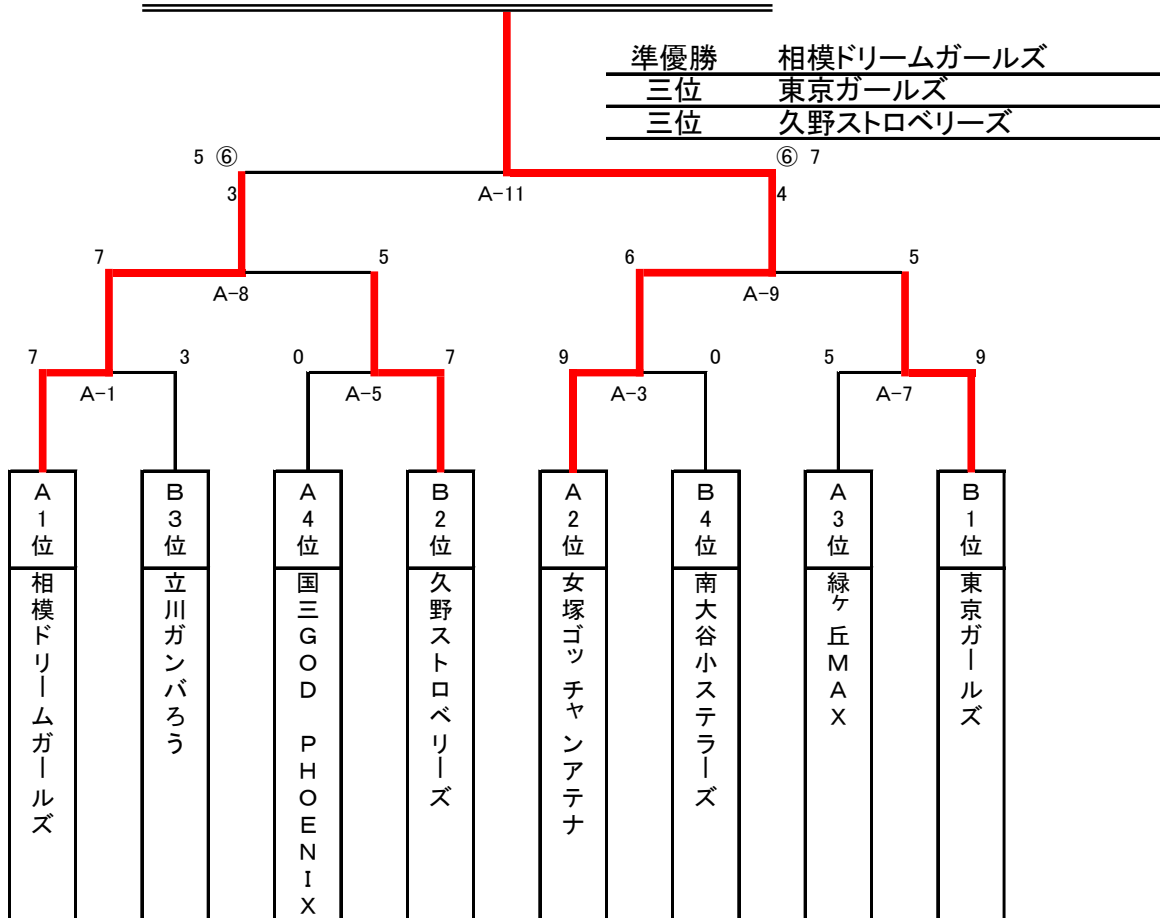 準優勝 相模ドリームガールズ
三位 東京ガールズ
三位 久野ストロベリーズ
5 ⑥ ⑥ 7
3 A-11 4
7 5 6 5
A-8 A-9
7 3 0 7 9 0 5 9
A-1 A-5 A-3 A-7
A1位 B3位 A4位 B2位 A2位 B4位 A3位 B1位
相模ドリームガールズ
立川ガンバろう
国三GOD PHOENIX
久野ストロベリーズ
女塚ゴッチャンアテナ
南大谷小ステラーズ
緑ヶ丘MAX
東京ガールズ